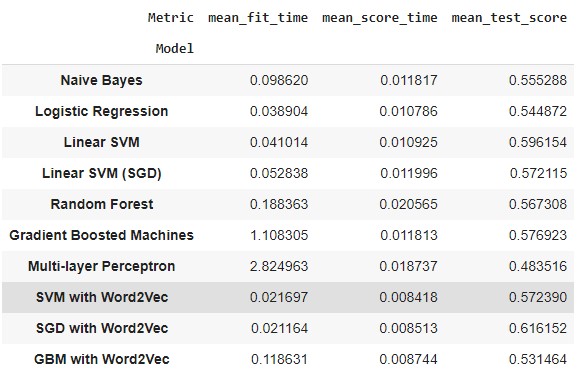 Metric mean_fit_time mean_score_time mean_test_score
Model
Naive Bayes 0.098620 0.011817 0.555288
Logistic Regression 0.038904 0.010786 0.544872
Linear SVM 0.041014 0.010925 0.596154
Linear SVM (SGD) 0.052838 0.011996 0.572115
Random Forest 0.188363 0.020565 0.567308
Gradient Boosted Machines 1.108305 0.011813 0.576923
Multi-layer Perceptron 2.824963 0.018737 0.483516
SVM with Word2Vec 0.021697 0.008418 0.572390
SGD with Word2Vec 0.021164 0.008513 0.616152
GBM with Word2Vec 0.118631 0.008744 0.531464